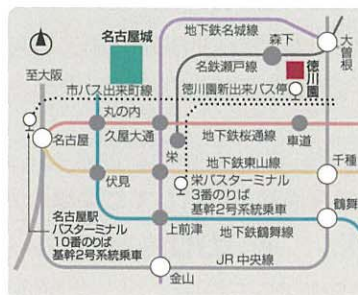 名古屋城
地下鉄名城線
大曽根
森下
名鉄瀬戸線
徳川園
至大阪
市バス出来町線
徳川園新出来バス停
丸の内
名古屋
久屋大通
地下鉄桜通線
車道
栄
地下鉄東山線
千種
伏見
栄バスターミナル
3番のりば
基幹2号系統乗車
名古屋駅
バスターミナル
10番のりば
基幹2号系統乗車
上前津
地下鉄鶴舞線
鶴舞
金山
JR中央線